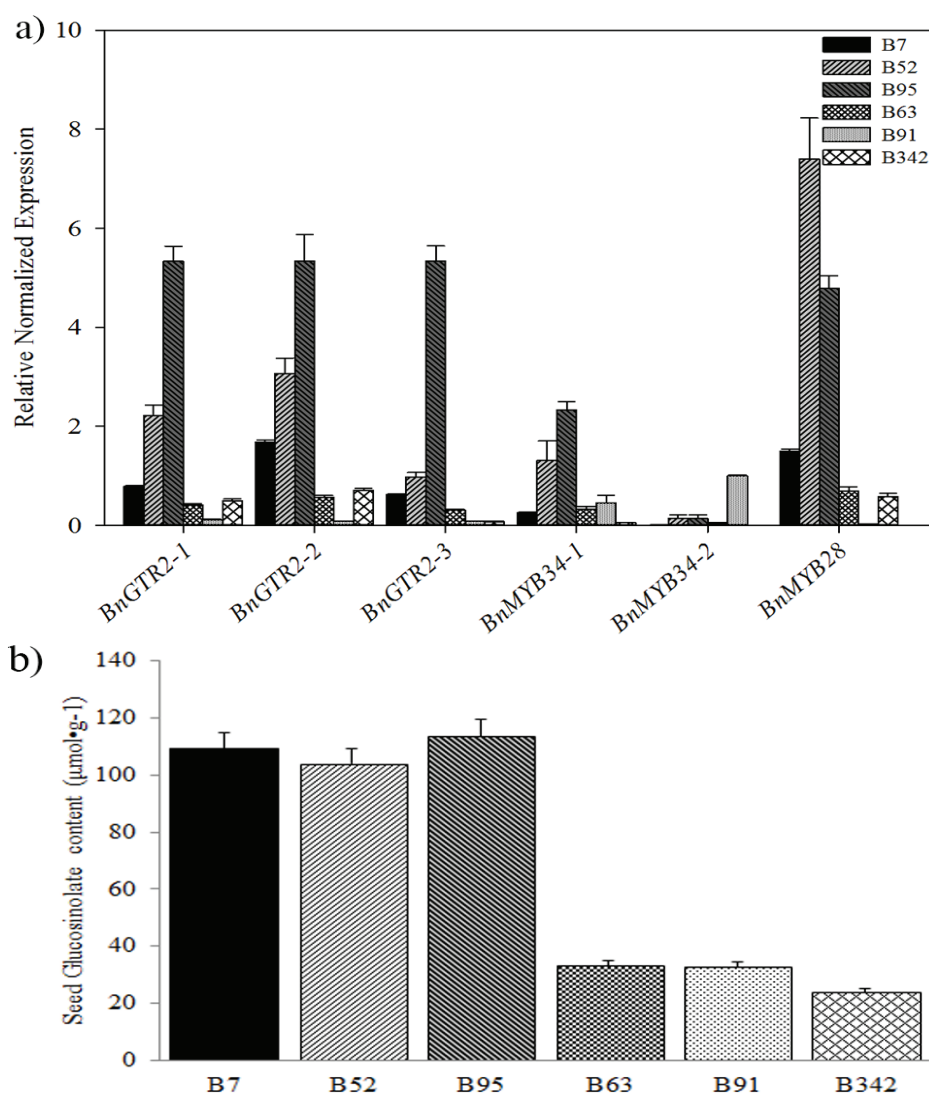 a)
10
8
6
4
2
0
Relative Normalized Expression
B7
B52
B95
B63
B91
B342
BnGTR2-1
BnGTR2-2
BnGTR2-3
BnMYB34-1
BnMYB34-2
BnMYB28
b)
140
120
100
80
60
40
20
0
Seed Glucosinolate content (μmol•g-1)
B7
B52
B95
B63
B91
B342